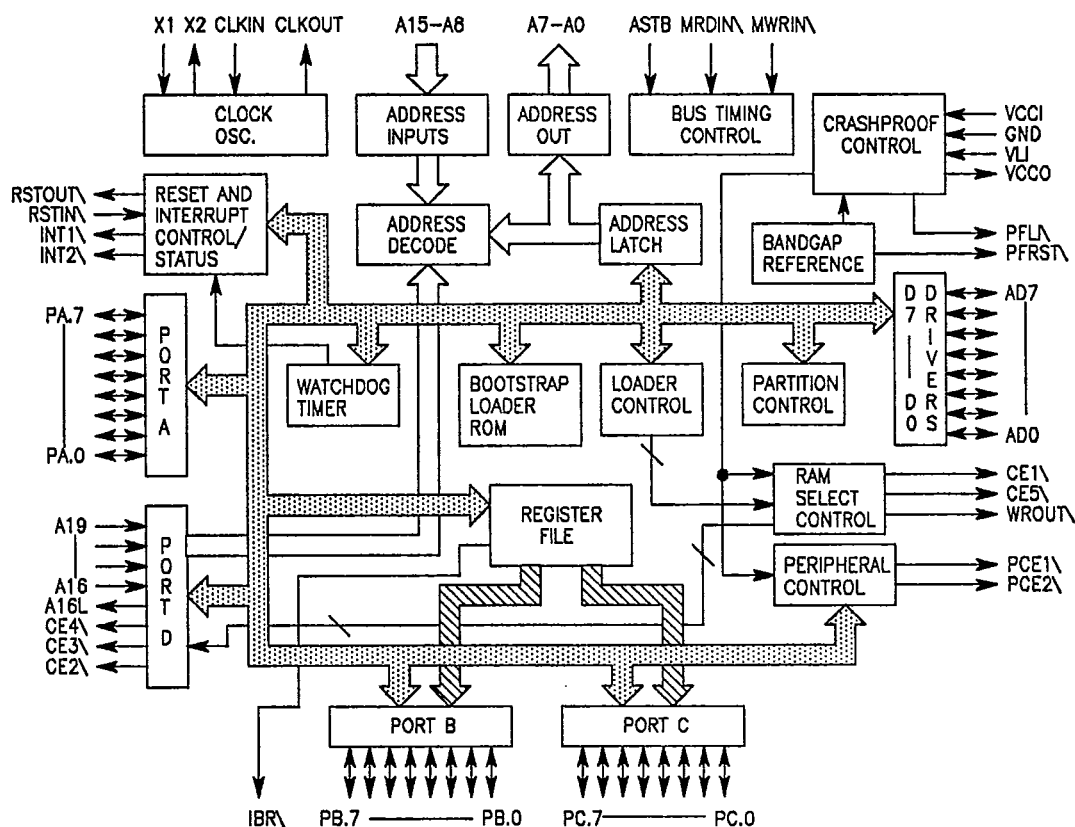 X1 X2 CLKIN CLKOUT
A15-A8
A7-A0
ASTB MRDIN\ MWRIN\
CLOCK
OSC.
ADDRESS
INPUTS
ADDRESS
OUT
BUS TIMING
CONTROL
CRASHPROOF
CONTROL
VCCI
GND
VLI
VCCO
RSTOUT\
RSTIN\
INT1\
INT2\
RESET AND
INTERRUPT
CONTROL/
STATUS
ADDRESS
DECODE
ADDRESS
LATCH
BANDGAP
REFERENCE
PFLI\
PFRST\
PA.7
PA.0
PORT A
WATCHDOG
TIMER
BOOTSTRAP
LOADER
ROM
LOADER
CONTROL
PARTITION
CONTROL
D7 D0
DRIVERS
AD7
AD0
RAM
SELECT
CONTROL
CE1\
CE5\
WROUT\
REGISTER
FILE
A19
A16
A16L
CE4\
CE3\
CE2\
PORT D
PERIPHERAL
CONTROL
PCE1\
PCE2\
PORT B
PORT C
IBR\
PB.7 PB.0
PC.7 PC.0